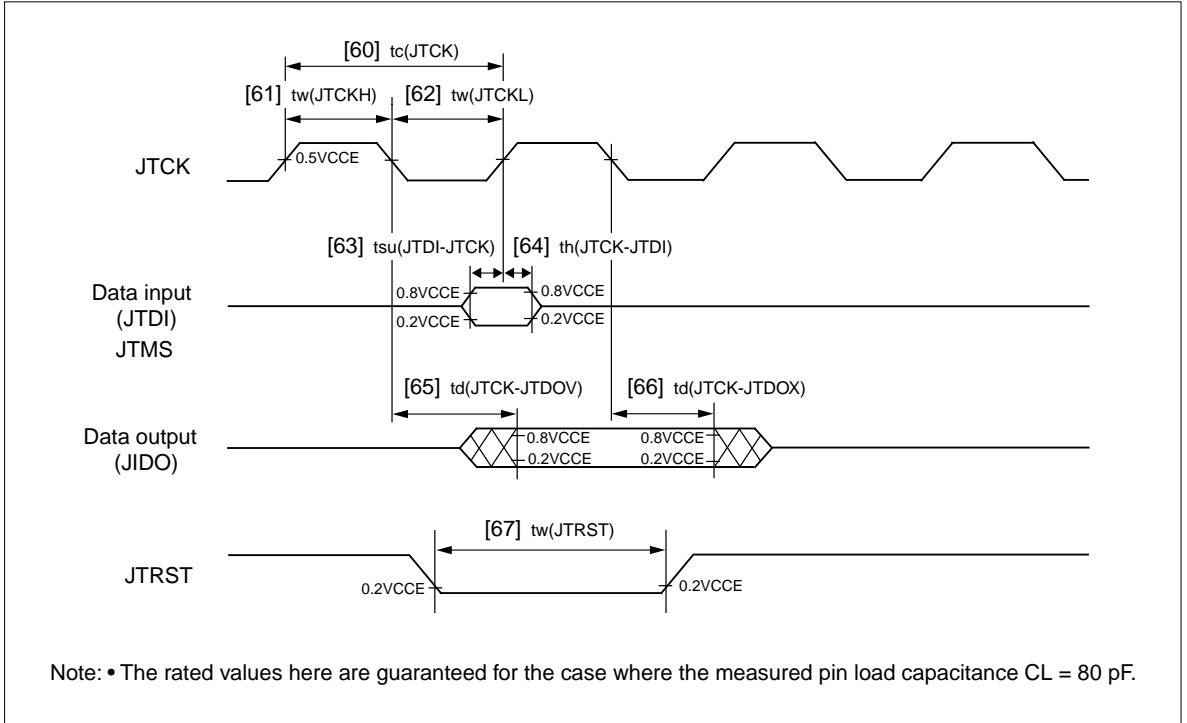 [60] tc(JTCK)
[61] tw(JTCKH) [62] tw(JTCKL)
JTCK
0.5VCCE
[63] tsu(JTDI-JTCK) [64] th(JTCK-JTDI)
Data input
(JTDI)
JTMS
0.8VCCE 0.8VCCE
0.2VCCE 0.2VCCE
[65] td(JTCK-JTDOV) [66] td(JTCK-JTDOX)
Data output
(JIDO)
0.8VCCE 0.8VCCE
0.2VCCE 0.2VCCE
[67] tw(JTRST)
JTRST
0.2VCCE 0.2VCCE
Note: • The rated values here are guaranteed for the case where the measured pin load capacitance CL = 80 pF.